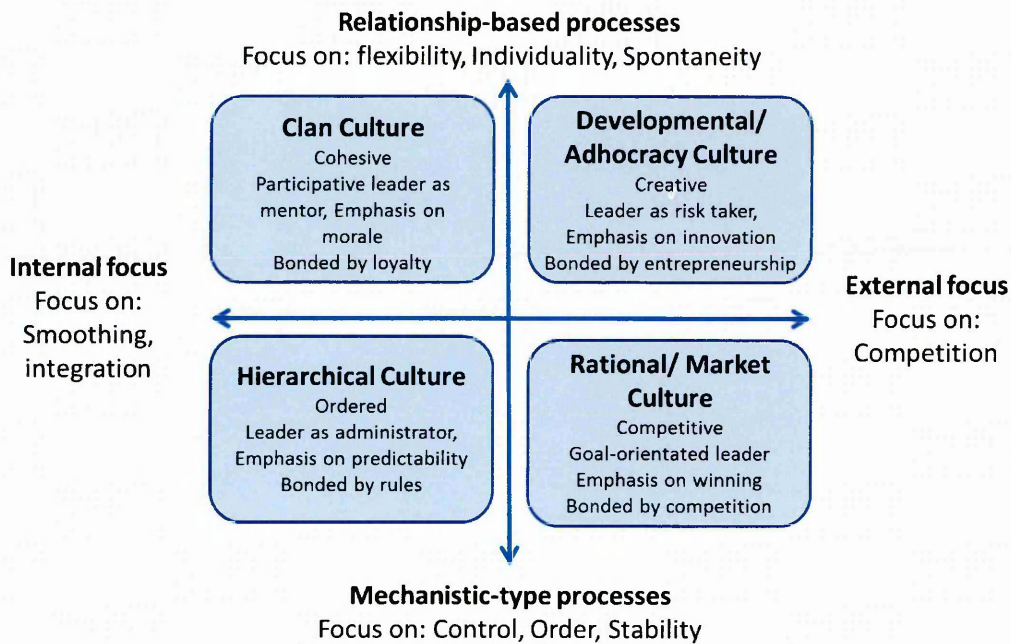 Relationship-based processes
Focus on: flexibility, Individuality, Spontaneity
Clan Culture
Cohesive
Participative leader as
mentor, Emphasis on
morale
Bonded by loyalty
Developmental/
Adhocracy Culture
Creative
Leader as risk taker,
Emphasis on innovation
Bonded by entrepreneurship
Internal focus
Focus on:
Smoothing,
integration
External focus
Focus on:
Competition
Hierarchical Culture
Ordered
Leader as administrator,
Emphasis on predictability
Bonded by rules
Rational/ Market
Culture
Competitive
Goal-orientated leader
Emphasis on winning
Bonded by competition
Mechanistic-type processes
Focus on: Control, Order, Stability